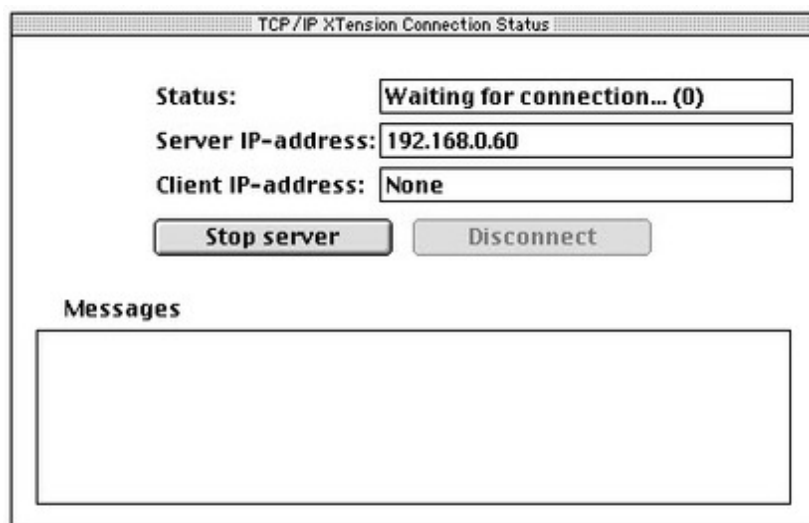 TCP/IP XTension Connection Status
Status: Waiting for connection... (0)
Server IP-address: 192.168.0.60
Client IP-address: None
Stop server Disconnect
Messages